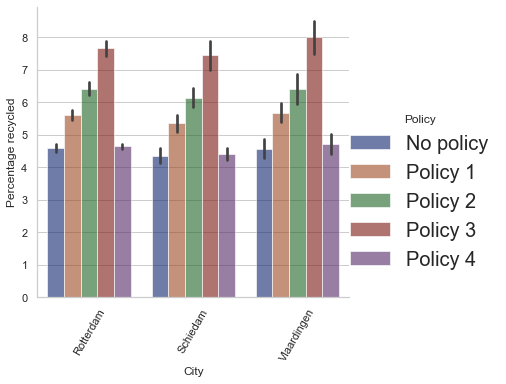 8
7
6
5
4
3
2
1
0
Percentage recycled
Rotterdam
Schiedam
Vlaardingen
City
Policy
No policy
Policy 1
Policy 2
Policy 3
Policy 4